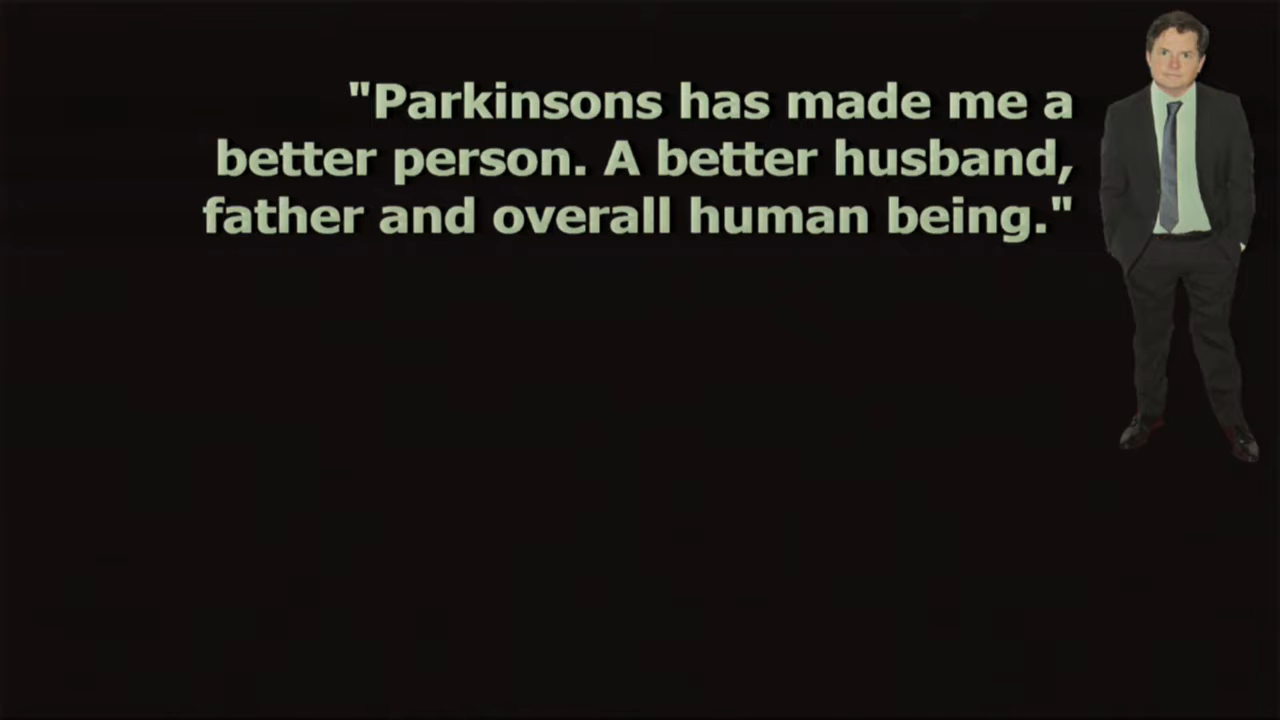 "Parkinsons has made me a
better person. A better husband,
father and overall human being."